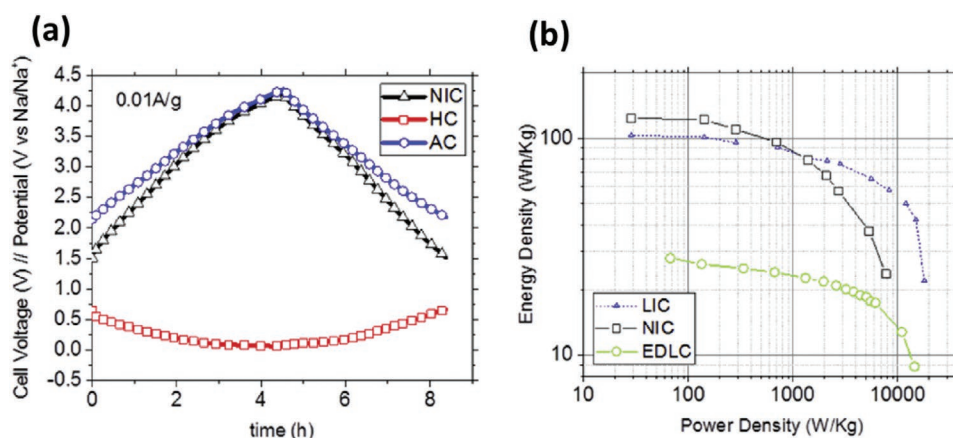 (a)
Cell Voltage (V) // Potential (V vs Na/Na⁺)
4.5
4.0
3.5
3.0
2.5
2.0
1.5
1.0
0.5
0.0
-0.5
0.01A/g
NIC
HC
AC
0 2 4 6 8
time (h)
(b)
Energy Density (Wh/Kg)
100
10
LIC
NIC
EDLC
10 100 1000 10000
Power Density (W/Kg)